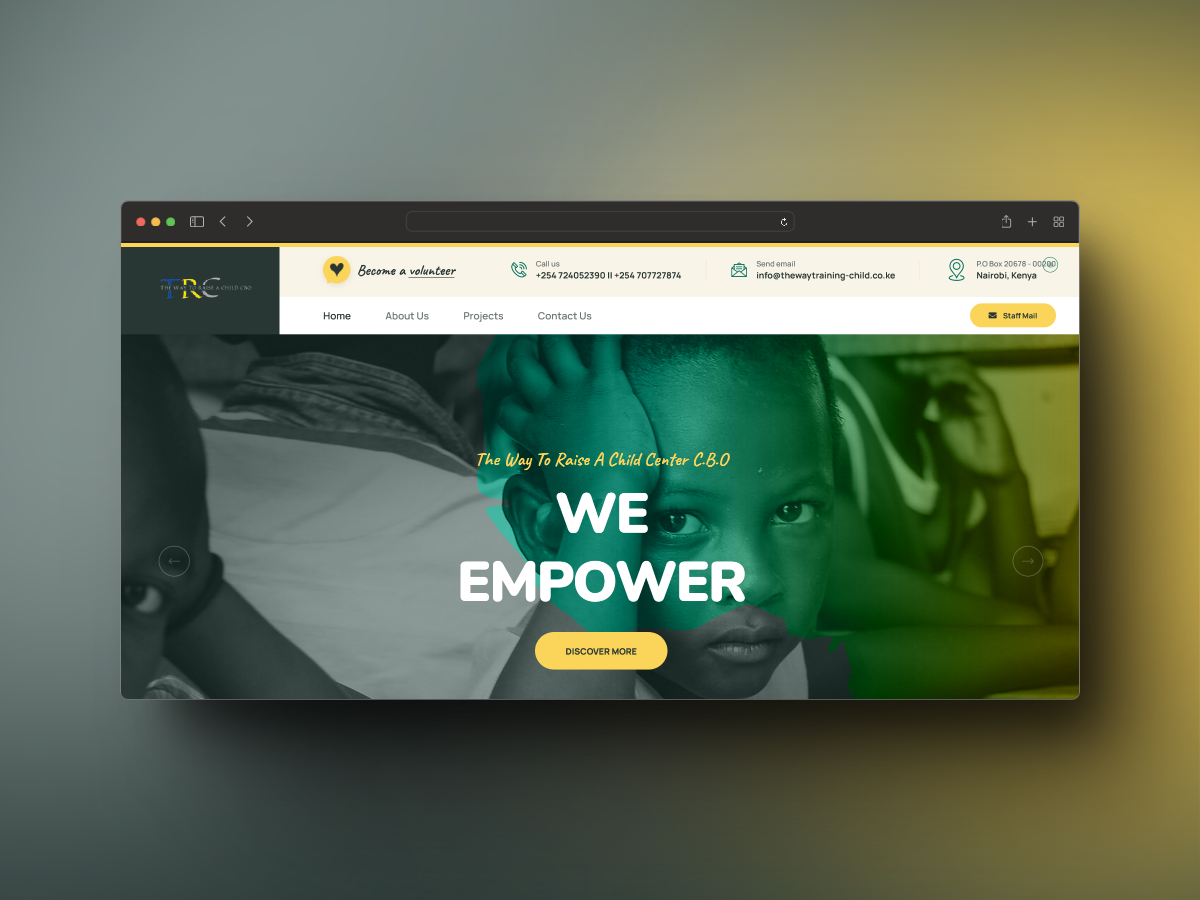 TRC
THE WAY TO RAISE A CHILD CBO
Become a volunteer
Call us
+254 724052390 II +254 707727874
Send email
info@thewaytraining-child.co.ke
P.O Box 20678 - 00200
Nairobi, Kenya
Home
About Us
Projects
Contact Us
Staff Mail
The Way To Raise A Child Center C.B.O
WE
EMPOWER
DISCOVER MORE